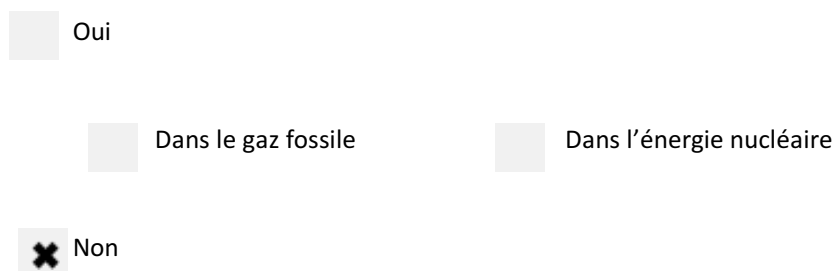 Oui
Dans le gaz fossile Dans l’énergie nucléaire
Non